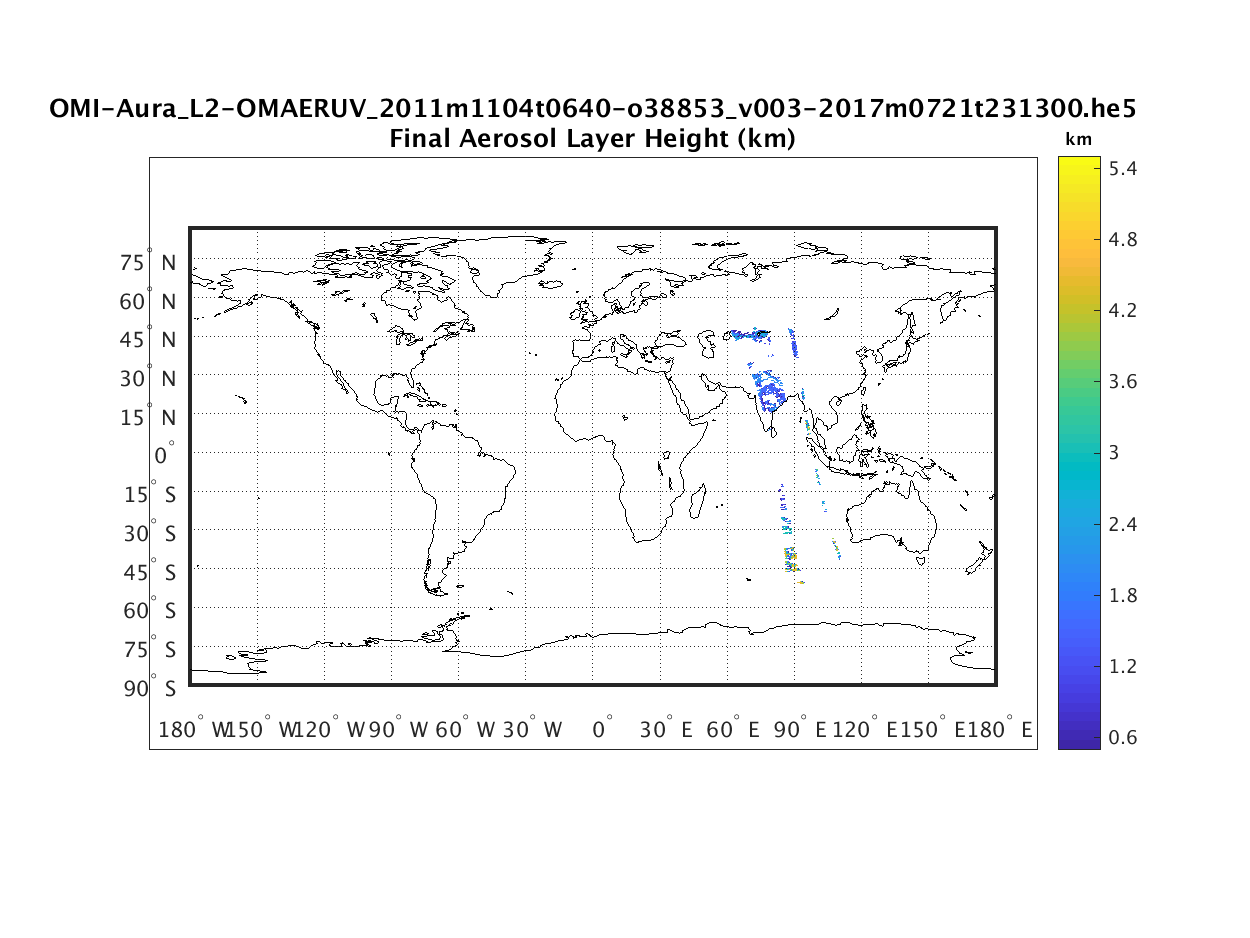 OMI-Aura_L2-OMAERUV_2011m1104t0640-o38853_v003-2017m0721t231300.he5
Final Aerosol Layer Height (km)
km
5.4
4.8
4.2
3.6
3
2.4
1.8
1.2
0.6
75° N
60° N
45° N
30° N
15° N
0°
15° S
30° S
45° S
60° S
75° S
90° S
180° W 150° W 120° W 90° W 60° W 30° W 0° 30° E 60° E 90° E 120° E 150° E 180° E